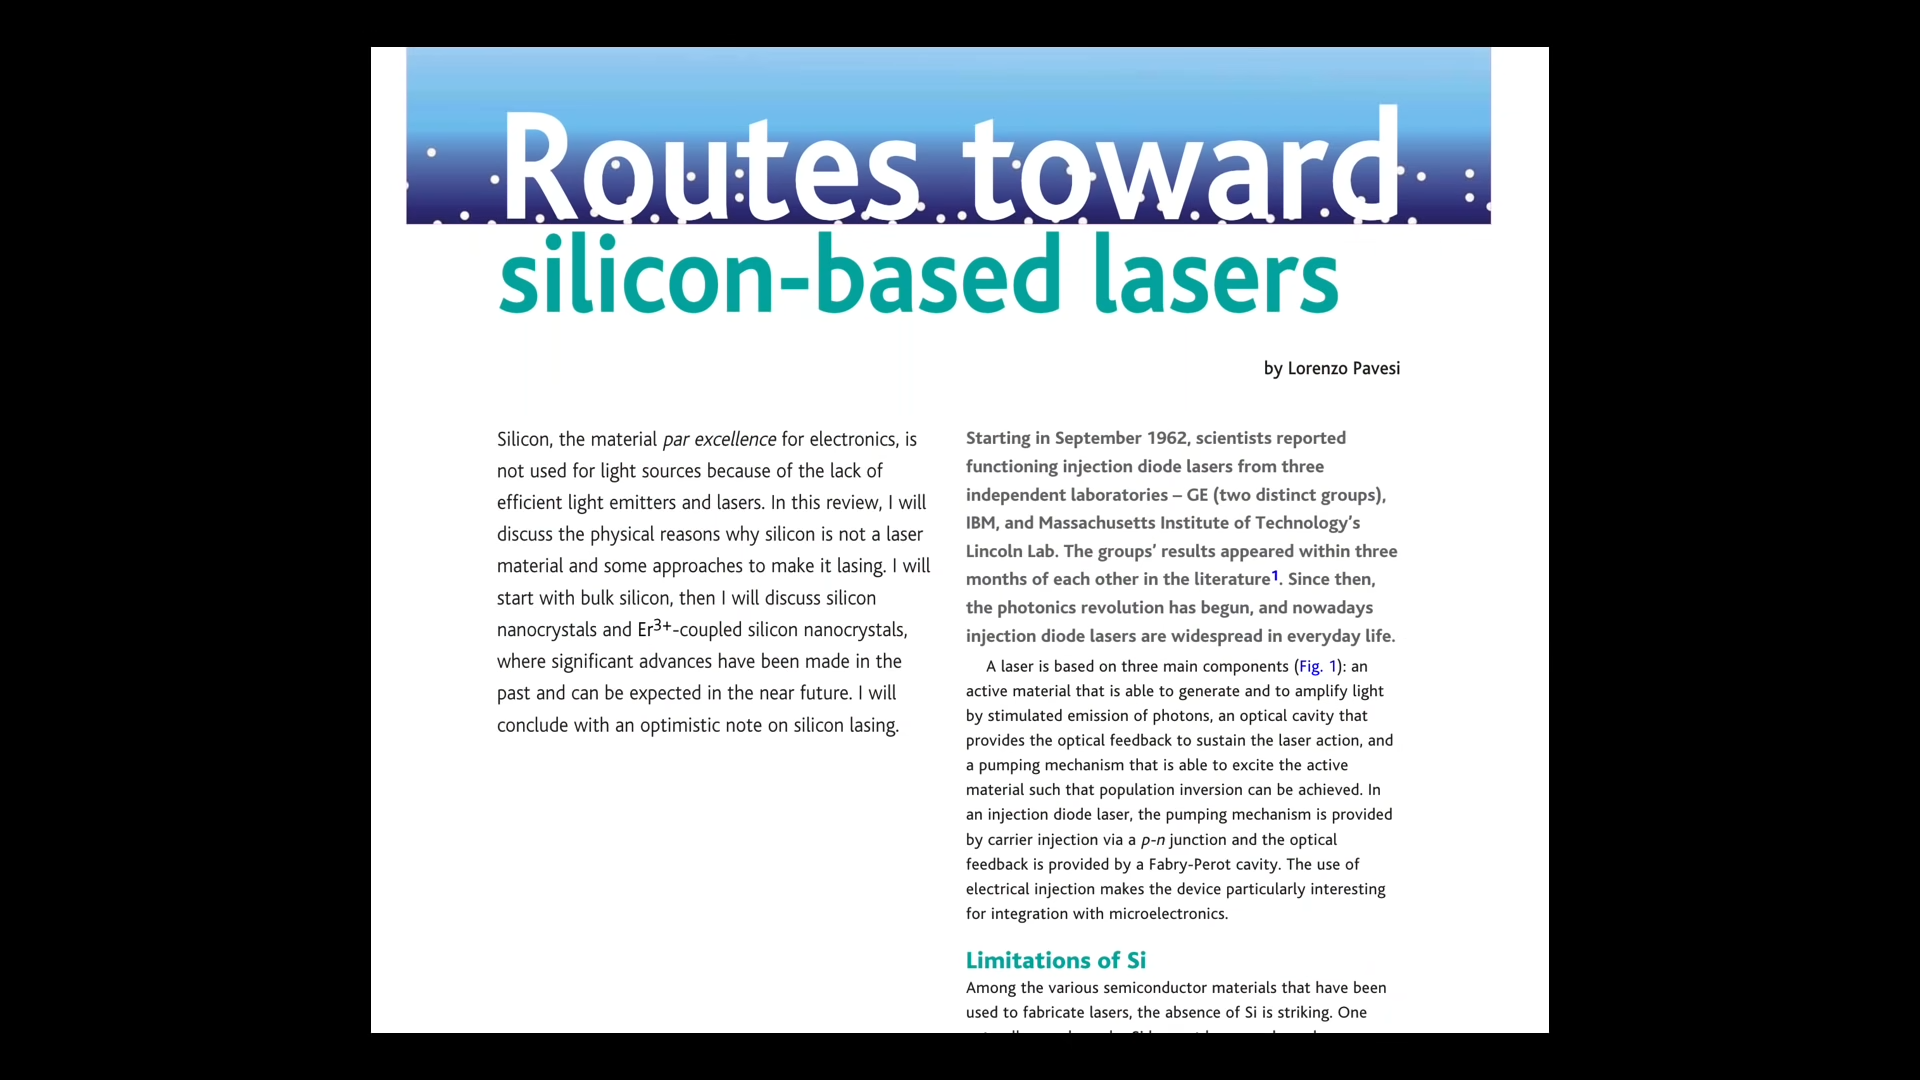 Routes toward
silicon-based lasers
by Lorenzo Pavesi
Silicon, the material par excellence for electronics, is
not used for light sources because of the lack of
efficient light emitters and lasers. In this review, I will
discuss the physical reasons why silicon is not a laser
material and some approaches to make it lasing. I will
start with bulk silicon, then I will discuss silicon
nanocrystals and Er3+-coupled silicon nanocrystals,
where significant advances have been made in the
past and can be expected in the near future. I will
conclude with an optimistic note on silicon lasing.
Starting in September 1962, scientists reported
functioning injection diode lasers from three
independent laboratories – GE (two distinct groups),
IBM, and Massachusetts Institute of Technology's
Lincoln Lab. The groups' results appeared within three
months of each other in the literature1. Since then,
the photonics revolution has begun, and nowadays
injection diode lasers are widespread in everyday life.
A laser is based on three main components (Fig. 1): an
active material that is able to generate and to amplify light
by stimulated emission of photons, an optical cavity that
provides the optical feedback to sustain the laser action, and
a pumping mechanism that is able to excite the active
material such that population inversion can be achieved. In
an injection diode laser, the pumping mechanism is provided
by carrier injection via a p-n junction and the optical
feedback is provided by a Fabry-Perot cavity. The use of
electrical injection makes the device particularly interesting
for integration with microelectronics.
Limitations of Si
Among the various semiconductor materials that have been
used to fabricate lasers, the absence of Si is striking. One